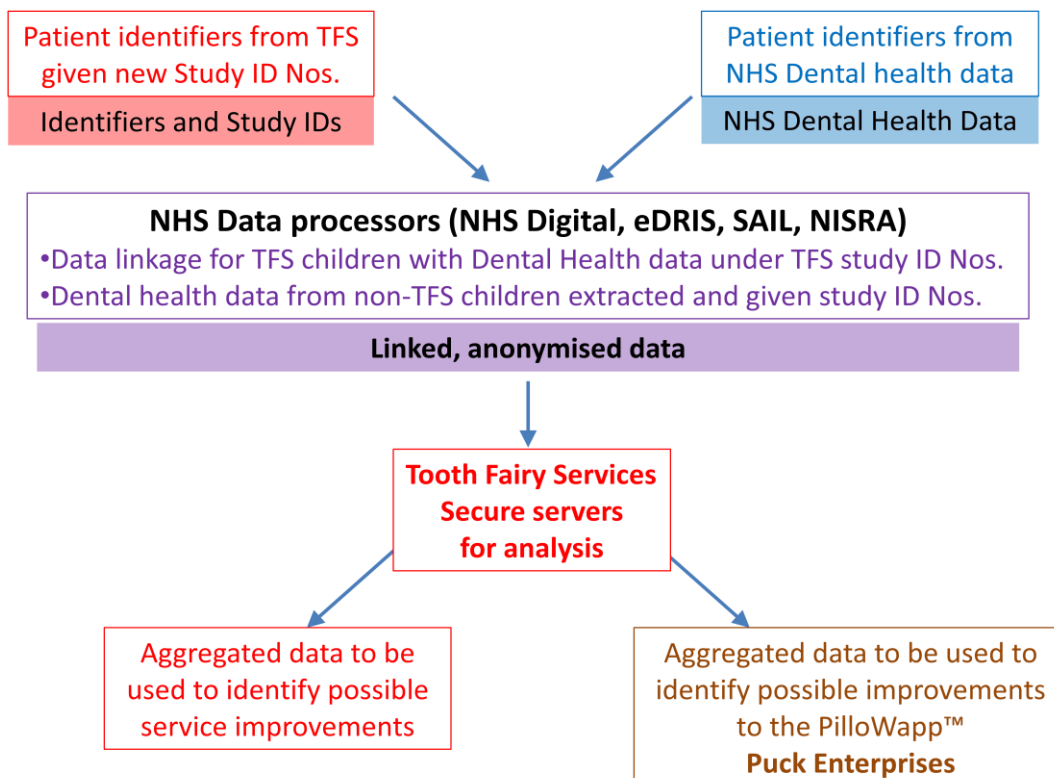 Patient identifiers from TFS
given new Study ID Nos.
Identifiers and Study IDs
Patient identifiers from
NHS Dental health data
NHS Dental Health Data
NHS Data processors (NHS Digital, eDRIS, SAIL, NISRA)
•Data linkage for TFS children with Dental Health data under TFS study ID Nos.
•Dental health data from non-TFS children extracted and given study ID Nos.
Linked, anonymised data
Tooth Fairy Services
Secure servers
for analysis
Aggregated data to be
used to identify possible
service improvements
Aggregated data to be used to
identify possible improvements
to the PilloWapp™
Puck Enterprises